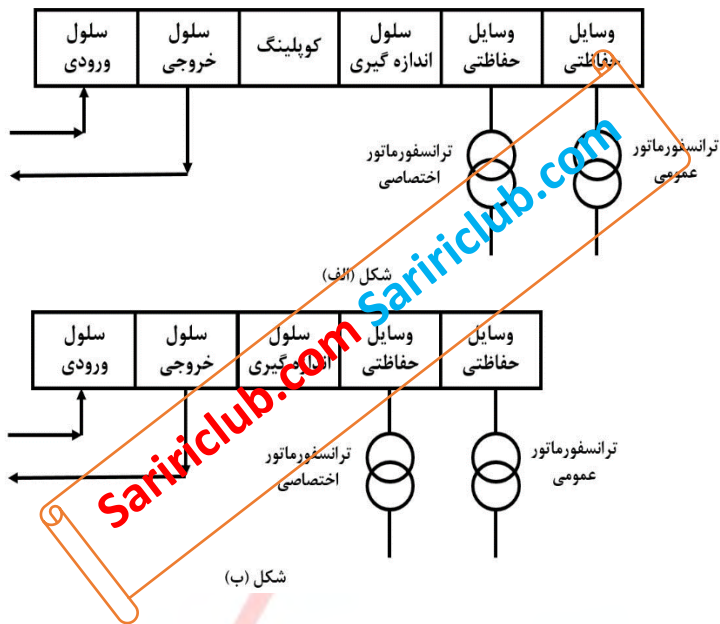 سلول ورودی
سلول خروجی
کوپلینگ
سلول اندازه گیری
وسایل حفاظتی
وسایل حفاظتی
ترانسفورماتور اختصاصی
ترانسفورماتور عمومی
شکل (الف)
Saririclub.com Saririclub.com
سلول ورودی
سلول خروجی
سلول اندازه گیری
وسایل حفاظتی
وسایل حفاظتی
ترانسفورماتور اختصاصی
ترانسفورماتور عمومی
شکل (ب)